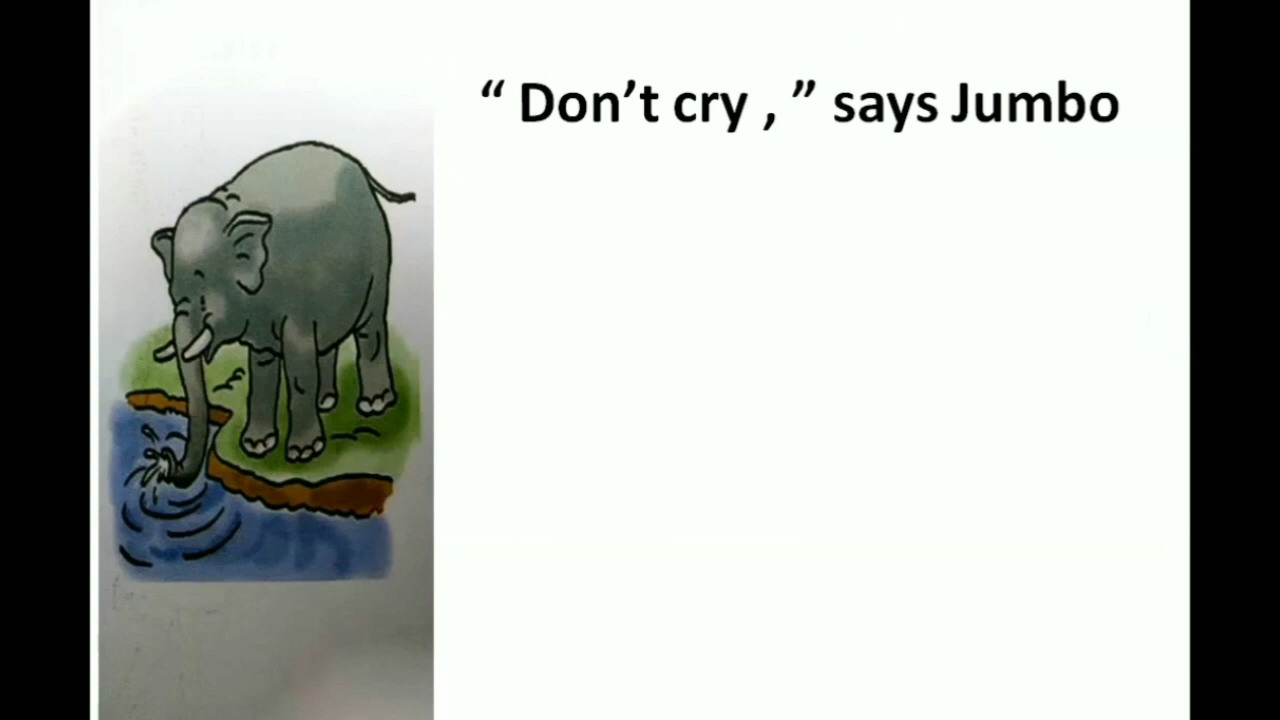 “ Don’t cry , ” says Jumbo